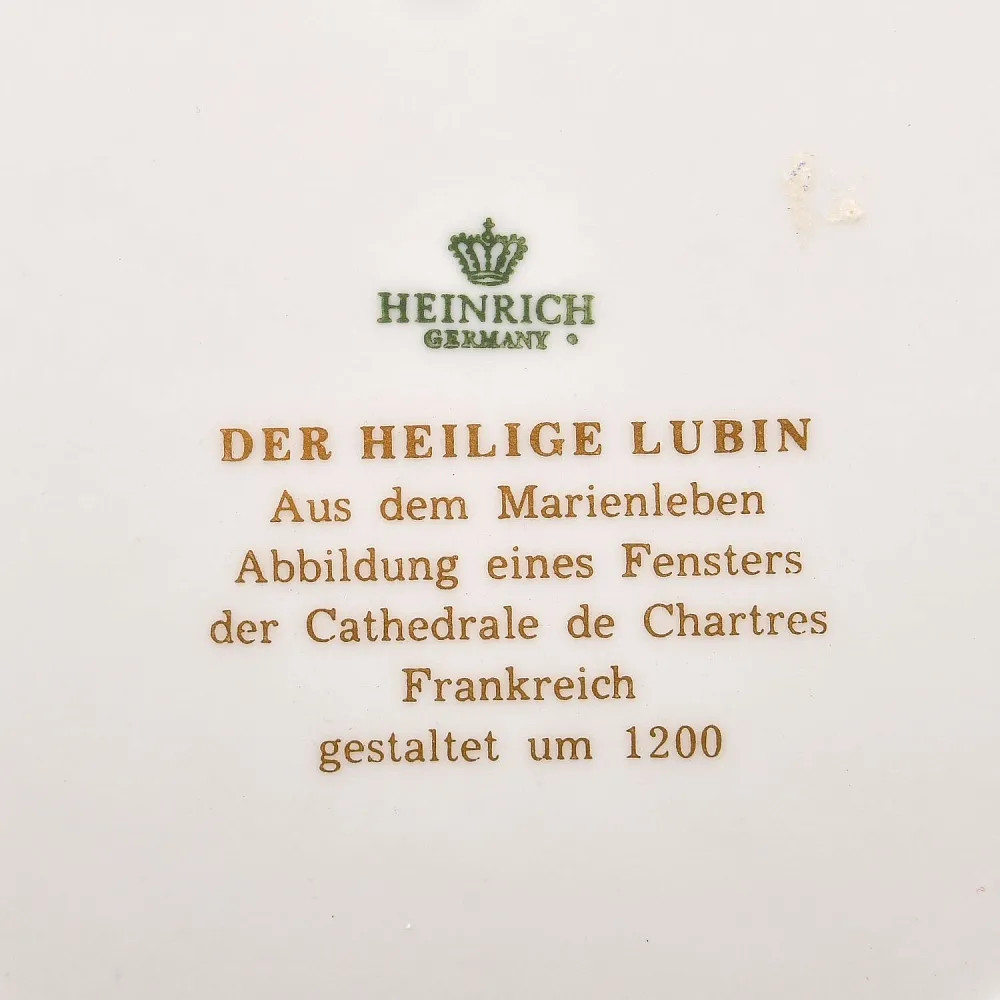 HEINRICH
GERMANY
DER HEILIGE LUBIN
Aus dem Marienleben
Abbildung eines Fensters
der Cathedrale de Chartres
Frankreich
gestaltet um 1200